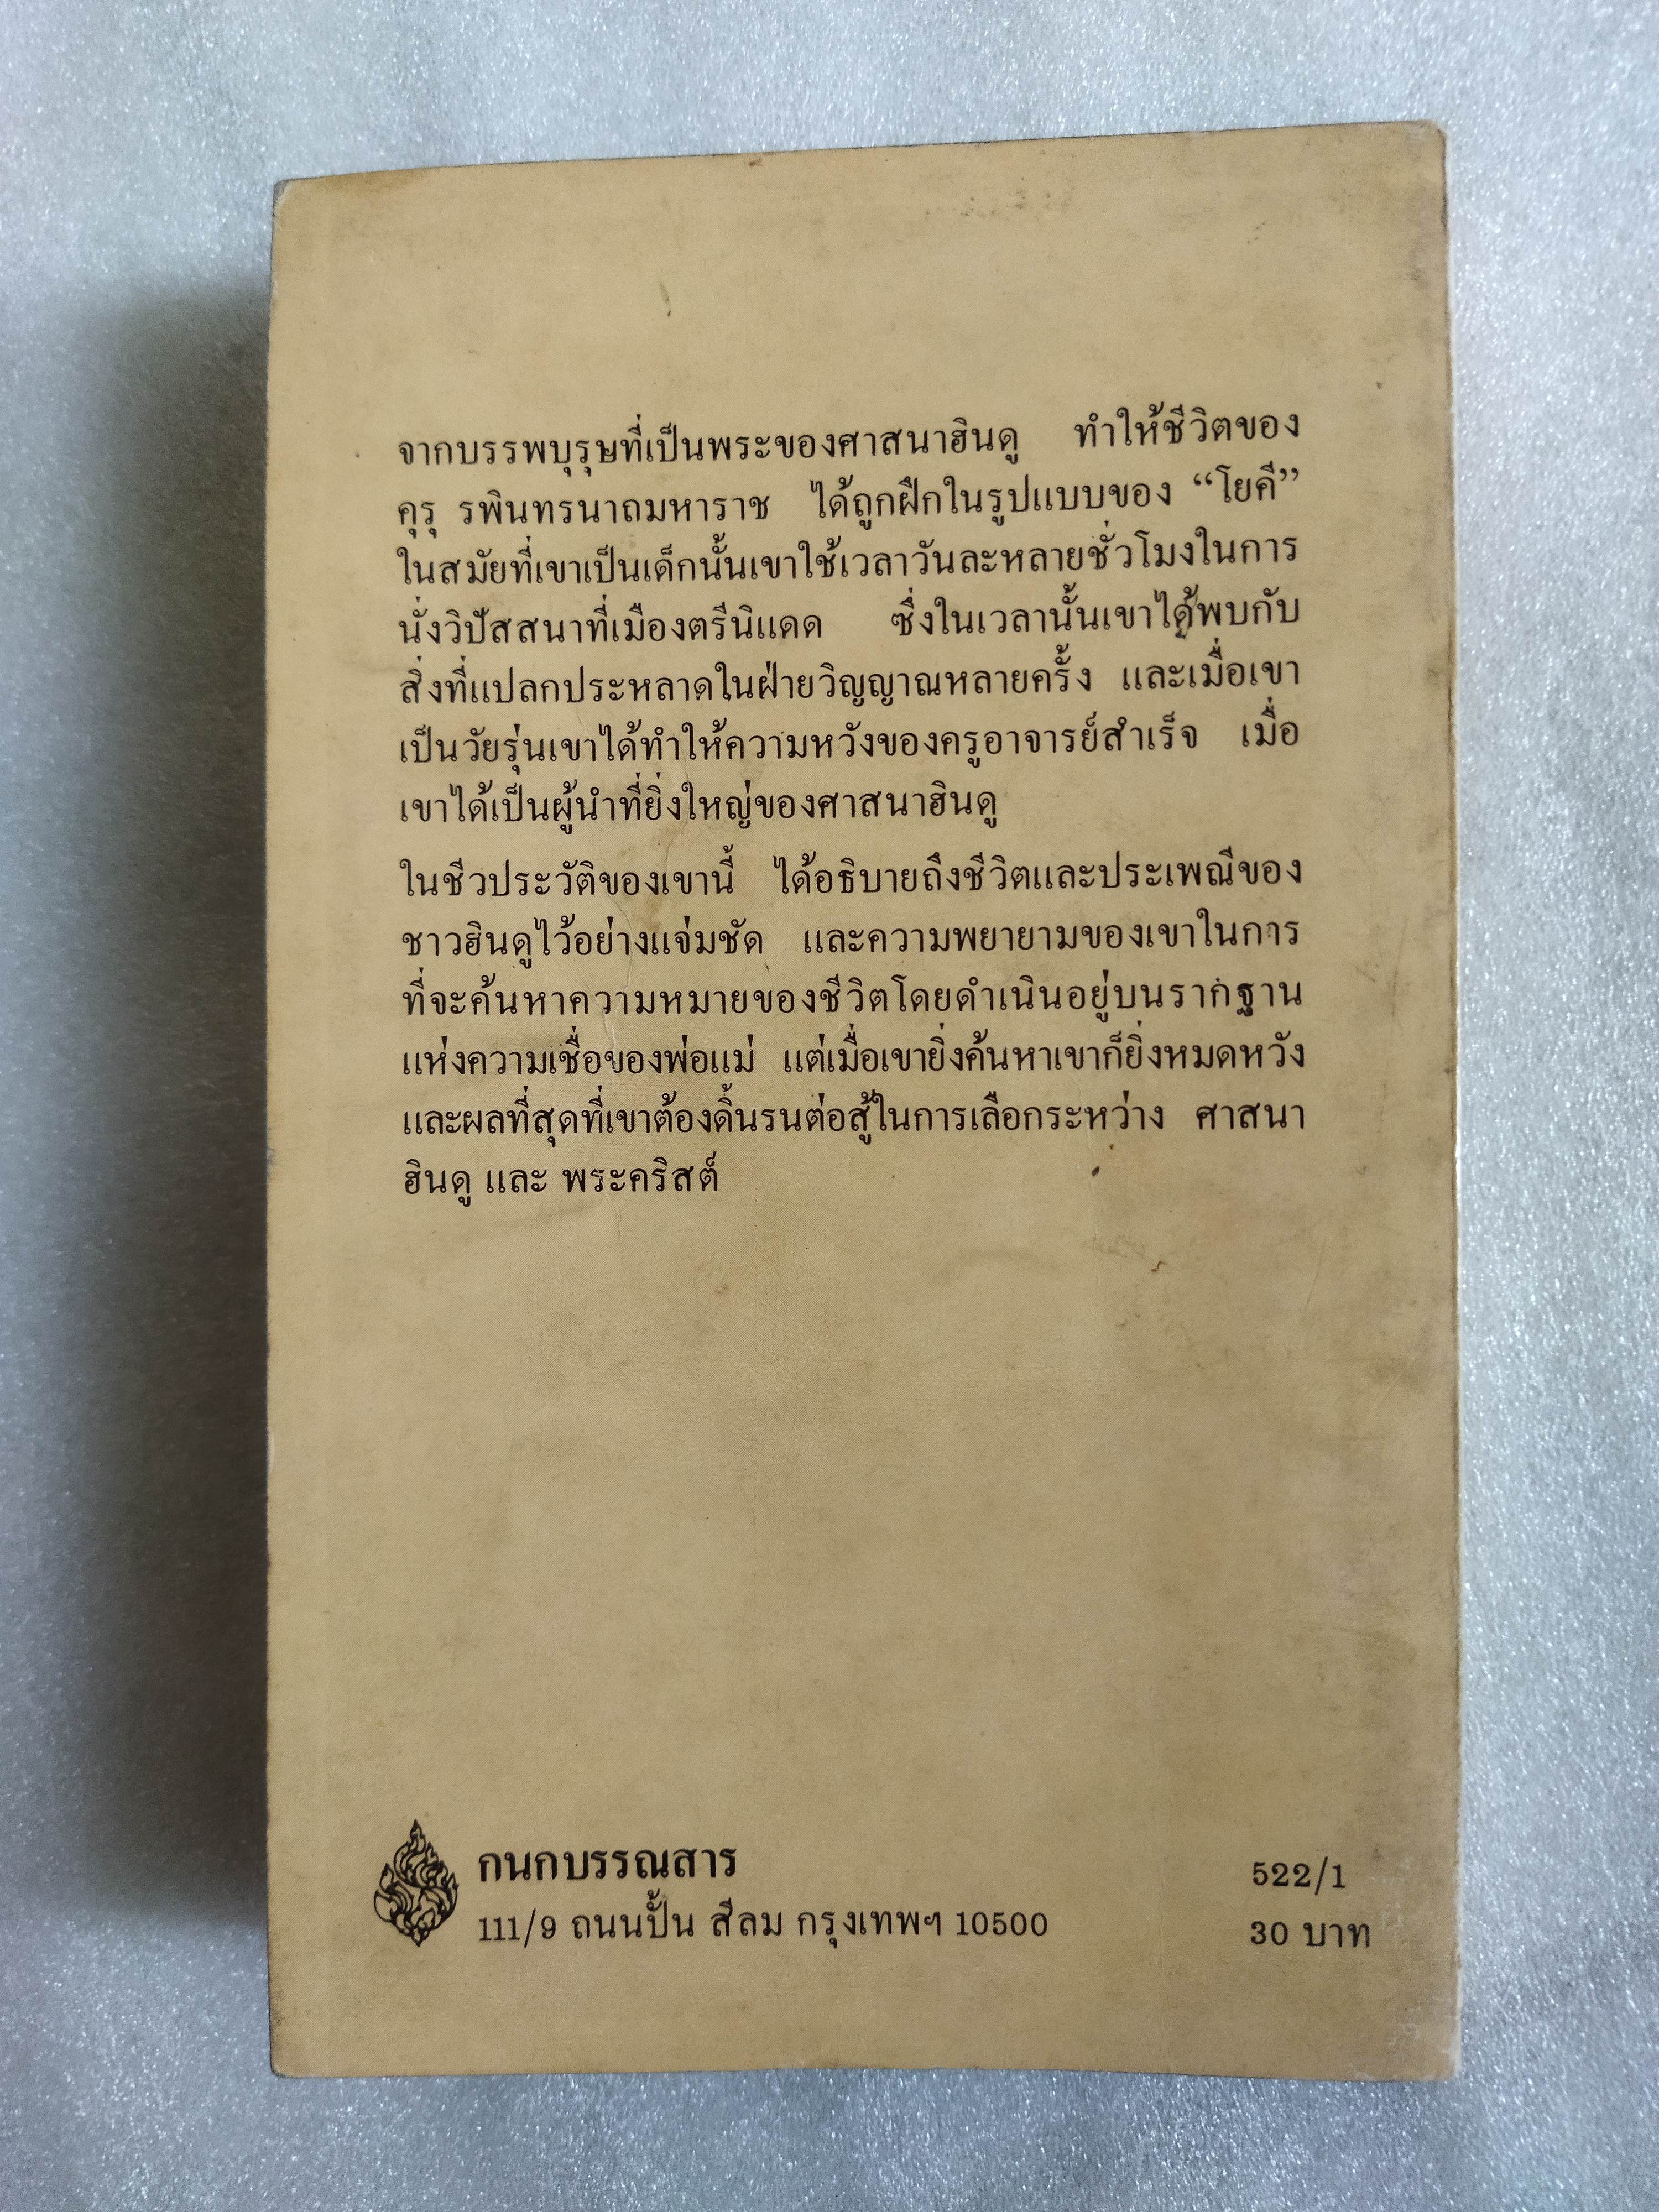 จากบรรพบุรุษที่เป็นพระของศาสนาฮินดู ทำให้ชีวิตของ
คุรุ รพินทรนาถมหาราช ได้ถูกฝึกในรูปแบบของ “โยคี”
ในสมัยที่เขาเป็นเด็กนั้นเขาใช้เวลาวันละหลายชั่วโมงในการ
นั่งวิปัสสนาที่เมืองตรีนิแดด ซึ่งในเวลานั้นเขาได้พบกับ
สิ่งที่แปลกประหลาดในฝ่ายวิญญาณหลายครั้ง และเมื่อเขา
เป็นวัยรุ่นเขาได้ทำให้ความหวังของครูอาจารย์สำเร็จ เมื่อ
เขาได้เป็นผู้นำที่ยิ่งใหญ่ของศาสนาฮินดู
ในชีวประวัติของเขานี้ ได้อธิบายถึงชีวิตและประเพณีของ
ชาวฮินดูไว้อย่างแจ่มชัด และความพยายามของเขาในการ
ที่จะค้นหาความหมายของชีวิตโดยดำเนินอยู่บนรากฐาน
แห่งความเชื่อของพ่อแม่ แต่เมื่อเขายิ่งค้นหาเขาก็ยิ่งหมดหวัง
และผลที่สุดที่เขาต้องดิ้นรนต่อสู้ในการเลือกระหว่าง ศาสนา
ฮินดู และ พระคริสต์
กนกบรรณสาร
111/9 ถนนปั้น สีลม กรุงเทพฯ 10500
522/1
30 บาท